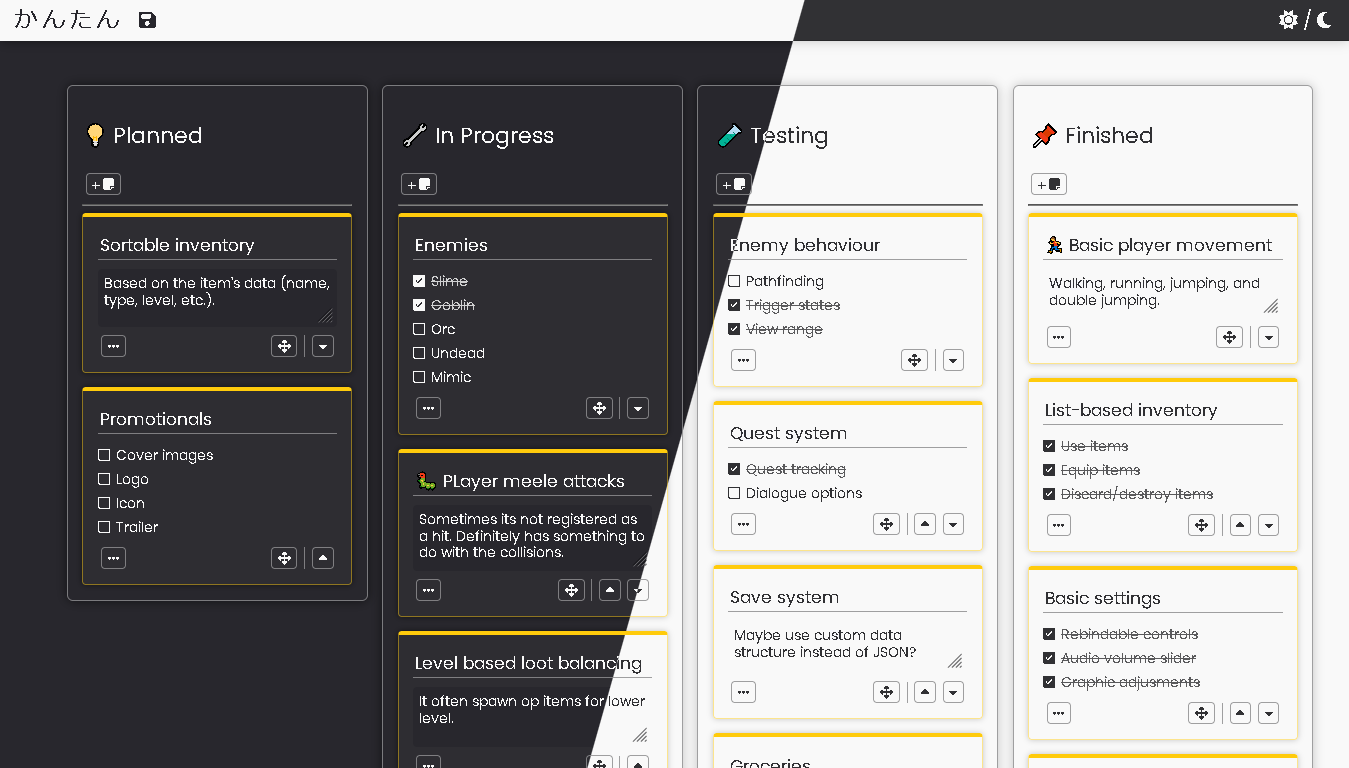 かんたん
/
Planned
+
Sortable inventory
Based on the item's data (name,
type, level, etc.).
Promotionals
Cover images
Logo
Icon
Trailer
In Progress
+
Enemies
Slime
Goblin
Orc
Undead
Mimic
PLayer meele attacks
Sometimes its not registered as
a hit. Definitely has something to
do with the collisions.
Level based loot balancing
It often spawn op items for lower
level.
Testing
+
Enemy behaviour
Pathfinding
Trigger states
View range
Quest system
Quest tracking
Dialogue options
Save system
Maybe use custom data
structure instead of JSON?
Groceries
Finished
+
Basic player movement
Walking, running, jumping, and
double jumping.
List-based inventory
Use items
Equip items
Discard/destroy items
Basic settings
Rebindable controls
Audio volume slider
Graphic adjusments